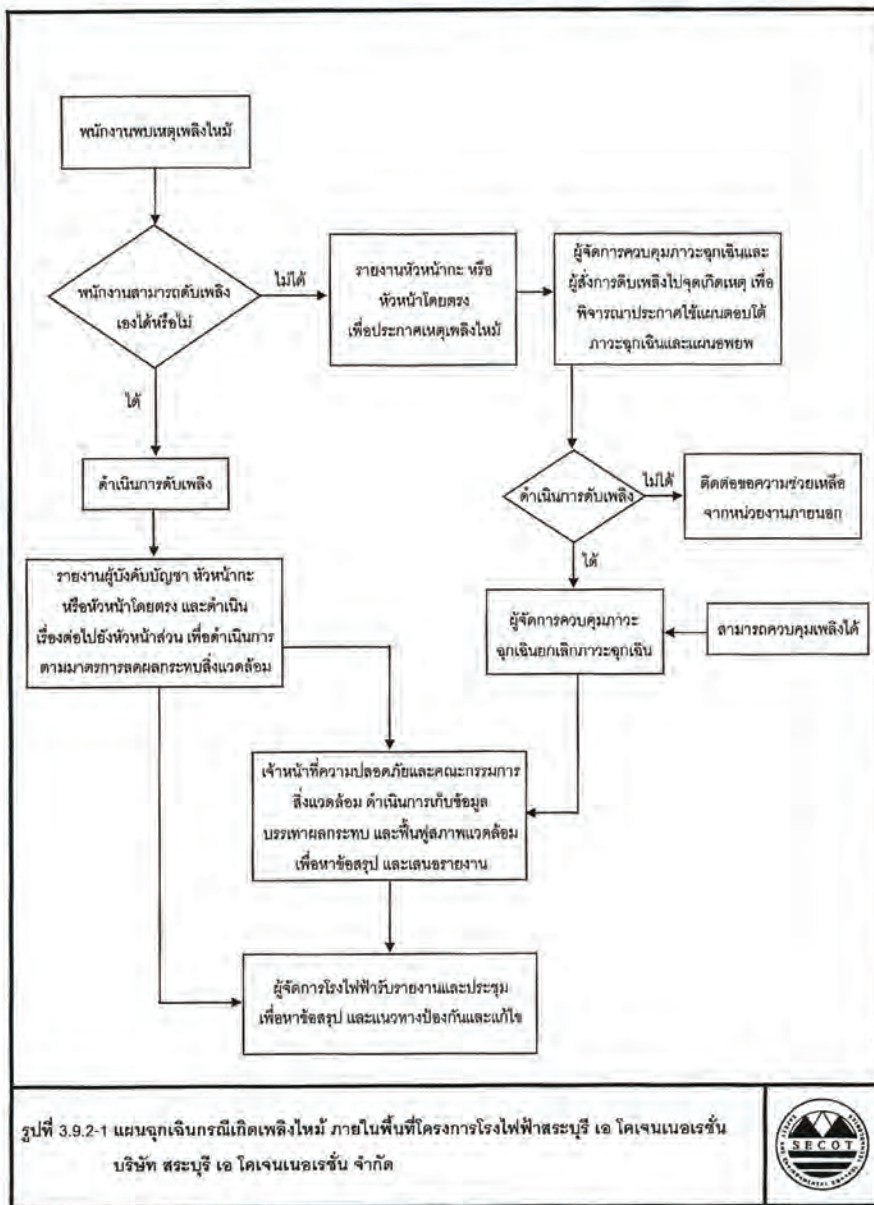 พนักงานพบเหตุเพลิงไหม้
พนักงานสามารถดับเพลิง
เองได้หรือไม่
ไม่ได้
รายงานหัวหน้ากะ หรือ
หัวหน้าโดยตรง
เพื่อประกาศเหตุเพลิงไหม้
ผู้จัดการควบคุมภาวะฉุกเฉินและ
ผู้สั่งการดับเพลิงไปจุดเกิดเหตุ เพื่อ
พิจารณาประกาศใช้แผนตอบโต้
ภาวะฉุกเฉินและแผนอพยพ
ได้
ดำเนินการดับเพลิง
ดำเนินการดับเพลิง
ไม่ได้
ติดต่อขอความช่วยเหลือ
จากหน่วยงานภายนอก
ได้
รายงานผู้บังคับบัญชา หัวหน้ากะ
หรือหัวหน้าโดยตรง และดำเนิน
เรื่องต่อไปยังหัวหน้าส่วน เพื่อดำเนินการ
ตามมาตรการลดผลกระทบสิ่งแวดล้อม
ผู้จัดการควบคุมภาวะ
ฉุกเฉินยกเลิกภาวะฉุกเฉิน
สามารถควบคุมเพลิงได้
เจ้าหน้าที่ความปลอดภัยและคณะกรรมการ
สิ่งแวดล้อม ดำเนินการเก็บข้อมูล
บรรเทาผลกระทบ และฟื้นฟูสภาพแวดล้อม
เพื่อหาข้อสรุป และเสนอรายงาน
ผู้จัดการโรงไฟฟ้ารับรายงานและประชุม
เพื่อหาข้อสรุป และแนวทางป้องกันและแก้ไข
รูปที่ 3.9.2-1 แผนฉุกเฉินกรณีเกิดเพลิงไหม้ ภายในพื้นที่โครงการโรงไฟฟ้าสระบุรี เอ โคเจนเนอเรชั่น
บริษัท สระบุรี เอ โคเจนเนอเรชั่น จำกัด
SECOT